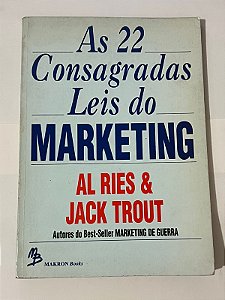 As 22
Consagradas
Leis do
MARKETING
AL RIES &
JACK TROUT
Autores do Best-Seller MARKETING DE GUERRA
MB
MAKRON Books